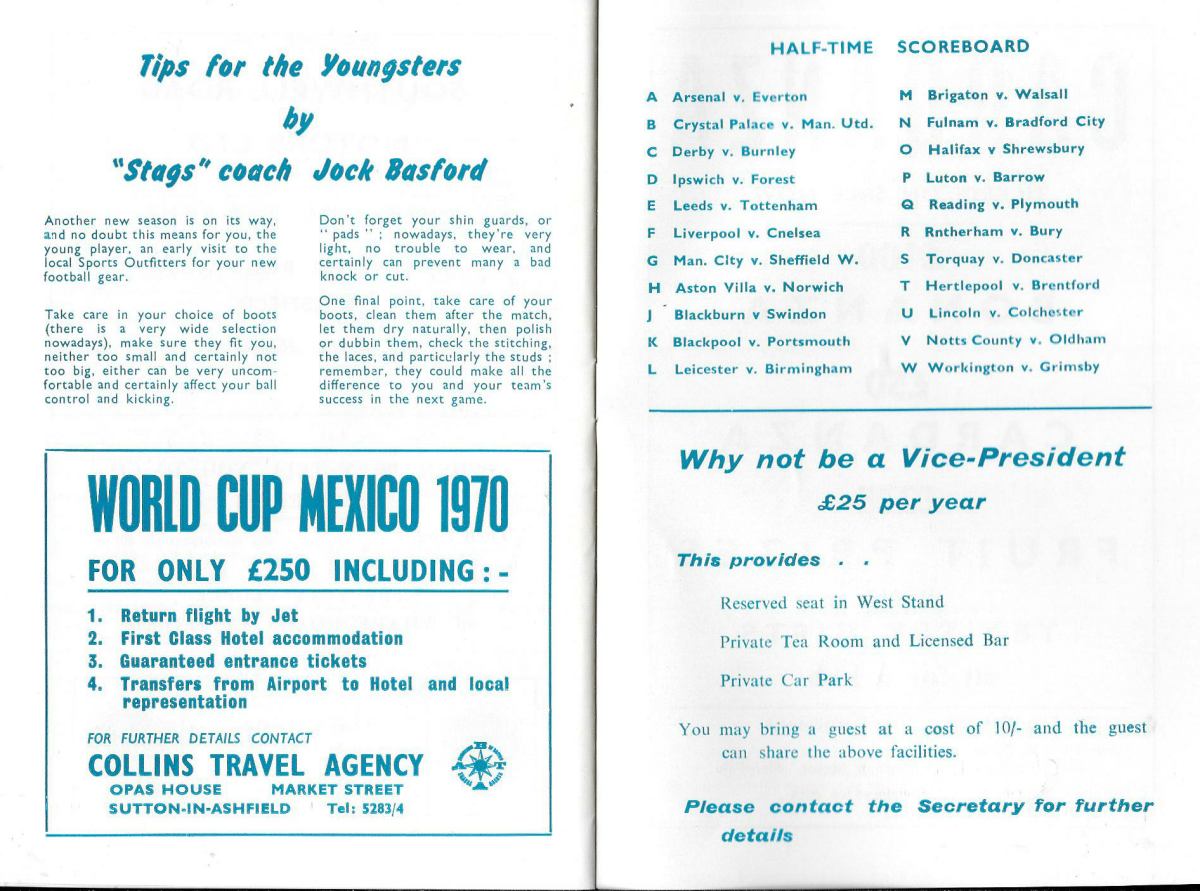 Tips for the Youngsters
by
"Stags" coach Jock Basford
Another new season is on its way,
and no doubt this means for you, the
young player, an early visit to the
local Sports Outfitters for your new
football gear.
Take care in your choice of boots
(there is a very wide selection
nowadays), make sure they fit you,
neither too small and certainly not
too big, either can be very uncom-
fortable and certainly affect your ball
control and kicking.
Don't forget your shin guards, or
" pads " ; nowadays, they're very
light, no trouble to wear, and
certainly can prevent many a bad
knock or cut.
One final point, take care of your
boots, clean them after the match,
let them dry naturally, then polish
or dubbin them, check the stitching,
the laces, and particularly the studs ;
remember, they could make all the
difference to you and your team's
success in the next game.
WORLD CUP MEXICO 1970
FOR ONLY £250 INCLUDING : -
1. Return flight by Jet
2. First Class Hotel accommodation
3. Guaranteed entrance tickets
4. Transfers from Airport to Hotel and local
representation
FOR FURTHER DETAILS CONTACT
COLLINS TRAVEL AGENCY
OPAS HOUSE MARKET STREET
SUTTON-IN-ASHFIELD Tel: 5283/4
HALF-TIME SCOREBOARD
A Arsenal v. Everton
B Crystal Palace v. Man. Utd.
C Derby v. Burnley
D Ipswich v. Forest
E Leeds v. Tottenham
F Liverpool v. Cnelsea
G Man. City v. Sheffield W.
H Aston Villa v. Norwich
J Blackburn v Swindon
K Blackpool v. Portsmouth
L Leicester v. Birmingham
M Brigaton v. Walsall
N Fulnam v. Bradford City
O Halifax v Shrewsbury
P Luton v. Barrow
Q Reading v. Plymouth
R Rntherham v. Bury
S Torquay v. Doncaster
T Hertlepool v. Brentford
U Lincoln v. Colchester
V Notts County v. Oldham
W Workington v. Grimsby
Why not be a Vice-President
£25 per year
This provides . .
Reserved seat in West Stand
Private Tea Room and Licensed Bar
Private Car Park
You may bring a guest at a cost of 10/- and the guest
can share the above facilities.
Please contact the Secretary for further
details